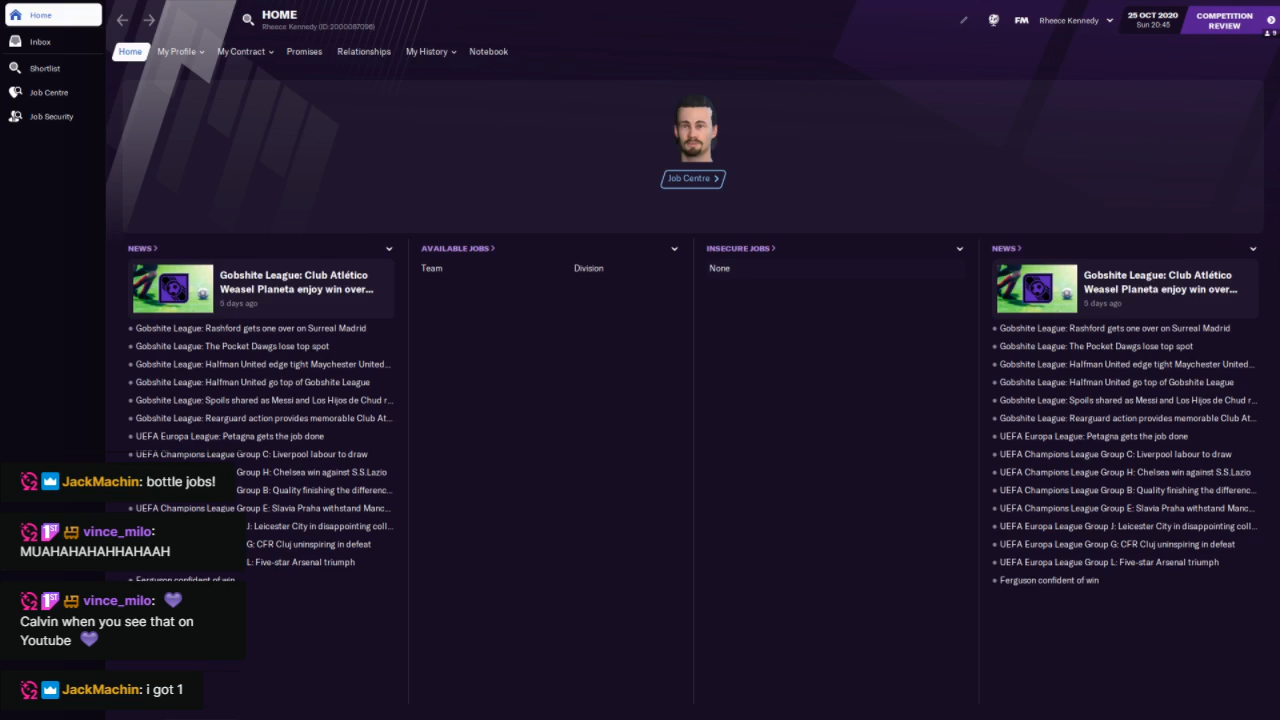 Home
Inbox
Shortlist
Job Centre
Job Security
HOME
Rheece Kennedy (ID:2000087096)
FM
Rheece Kennedy
25 OCT 2020
Sun 20:45
COMPETITION
REVIEW
9
Home
My Profile
My Contract
Promises
Relationships
My History
Notebook
Job Centre
NEWS
Gobshite League: Club Atlético
Weasel Planeta enjoy win over...
5 days ago
Gobshite League: Rashford gets one over on Surreal Madrid
Gobshite League: The Pocket Dawgs lose top spot
Gobshite League: Halfman United edge tight Maychester United...
Gobshite League: Halfman United go top of Gobshite League
Gobshite League: Spoils shared as Messi and Los Hijos de Chud r...
Gobshite League: Rearguard action provides memorable Club At...
UEFA Europa League: Petagna gets the job done
UEFA Champions League Group C: Liverpool labour to draw
Group H: Chelsea win against S.S.Lazio
Group B: Quality finishing the differenc...
UEFA Champions League Group E: Slavia Praha withstand Manc...
J: Leicester City in disappointing coll...
G: CFR Cluj uninspiring in defeat
L: Five-star Arsenal triumph
Ferguson confident of win
AVAILABLE JOBS
Team Division
INSECURE JOBS
None
NEWS
Gobshite League: Club Atlético
Weasel Planeta enjoy win over...
5 days ago
Gobshite League: Rashford gets one over on Surreal Madrid
Gobshite League: The Pocket Dawgs lose top spot
Gobshite League: Halfman United edge tight Maychester United...
Gobshite League: Halfman United go top of Gobshite League
Gobshite League: Spoils shared as Messi and Los Hijos de Chud r...
Gobshite League: Rearguard action provides memorable Club At...
UEFA Europa League: Petagna gets the job done
UEFA Champions League Group C: Liverpool labour to draw
UEFA Champions League Group H: Chelsea win against S.S.Lazio
UEFA Champions League Group B: Quality finishing the differenc...
UEFA Champions League Group E: Slavia Praha withstand Manc...
UEFA Europa League Group J: Leicester City in disappointing coll...
UEFA Europa League Group G: CFR Cluj uninspiring in defeat
UEFA Europa League Group L: Five-star Arsenal triumph
Ferguson confident of win
2 JackMachin: bottle jobs!
2 1ST vince_milo:
MUAHAHAHAHHAHAAH
2 1ST vince_milo:
Calvin when you see that on
Youtube
2 JackMachin: i got 1